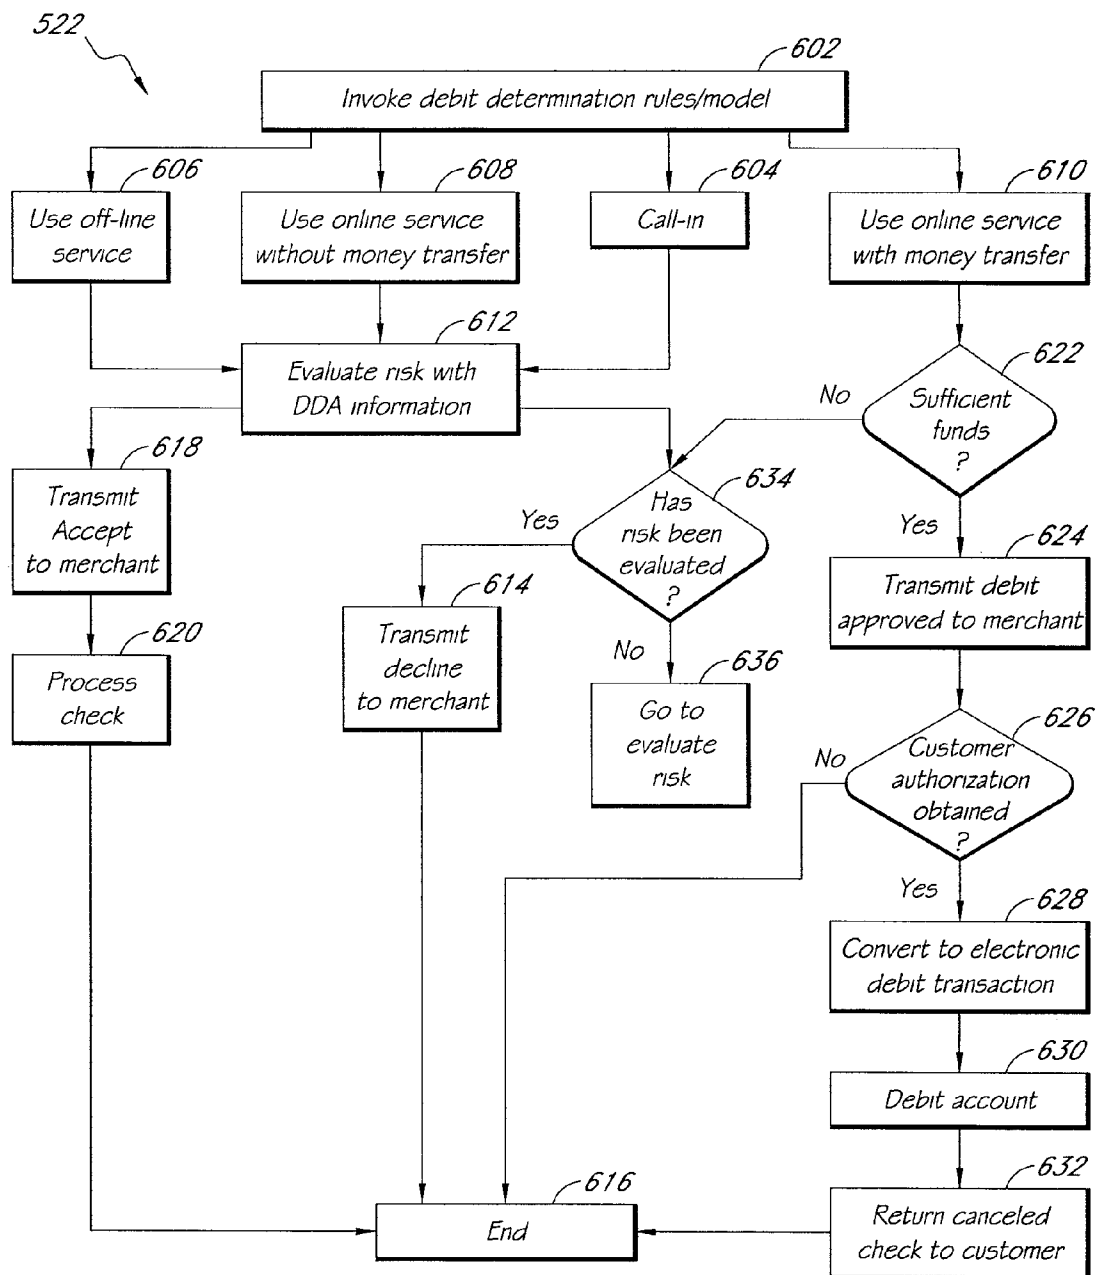 522
602
Invoke debit determination rules/model
606
Use off-line
service
608
Use online service
without money transfer
604
Call-in
610
Use online service
with money transfer
612
Evaluate risk with
DDA information
622
Sufficient
funds
?
No
Yes
618
Transmit
Accept
to merchant
634
Has
risk been
evaluated
?
Yes
No
624
Transmit debit
approved to merchant
614
Transmit
decline
to merchant
620
Process
check
636
Go to
evaluate
risk
626
Customer
authorization
obtained
?
No
Yes
628
Convert to electronic
debit transaction
630
Debit account
616
End
632
Return canceled
check to customer